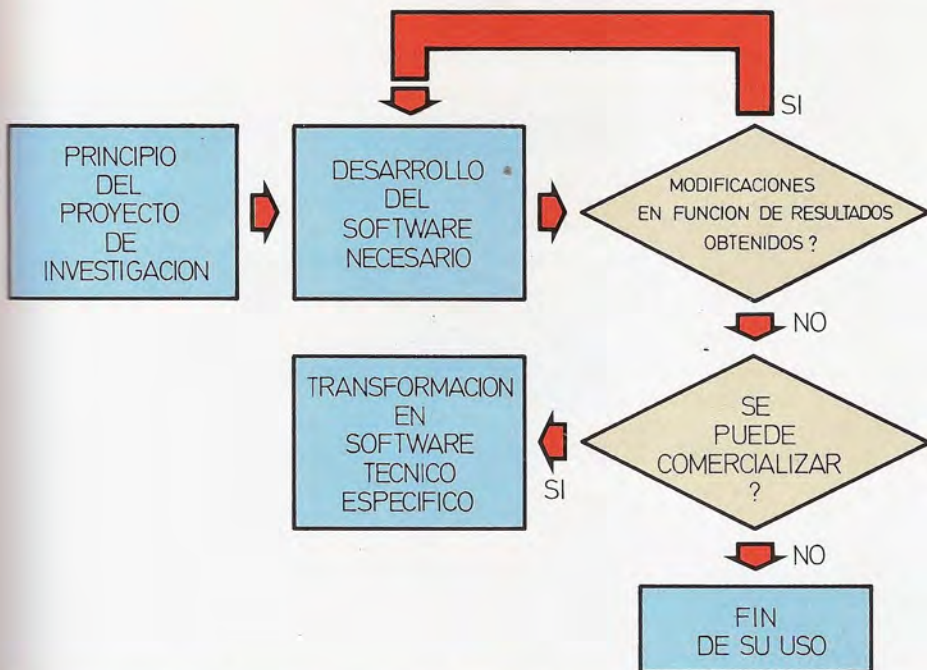 PRINCIPIO
DEL
PROYECTO
DE
INVESTIGACION
DESARROLLO
DEL
SOFTWARE
NECESARIO
SI
MODIFICACIONES
EN FUNCION DE RESULTADOS
OBTENIDOS ?
NO
SE
PUEDE
COMERCIALIZAR
?
SI
TRANSFORMACION
EN
SOFTWARE
TECNICO
ESPECIFICO
NO
FIN
DE SU USO